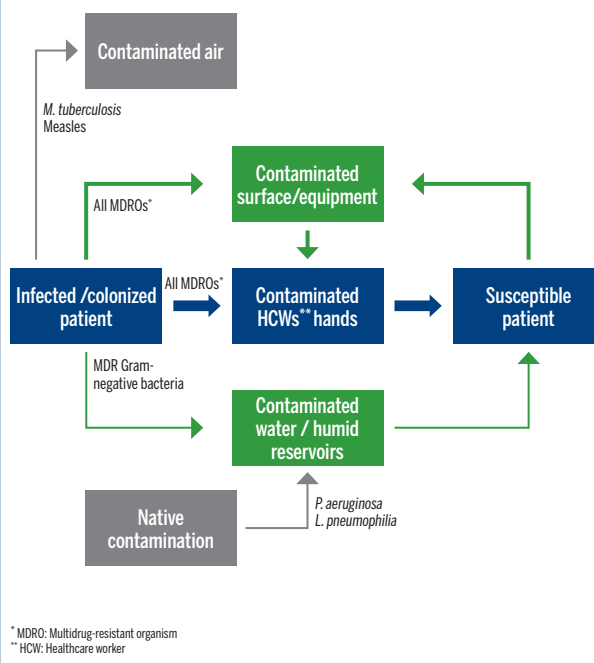 Contaminated air
M. tuberculosis
Measles
Contaminated
surface/equipment
All MDROs*
Infected /colonized
patient
All MDROs*
Contaminated
HCWs** hands
Susceptible
patient
MDR Gram-
negative bacteria
Contaminated
water / humid
reservoirs
Native
contamination
P. aeruginosa
L. pneumophilia
* MDRO: Multidrug-resistant organism
** HCW: Healthcare worker